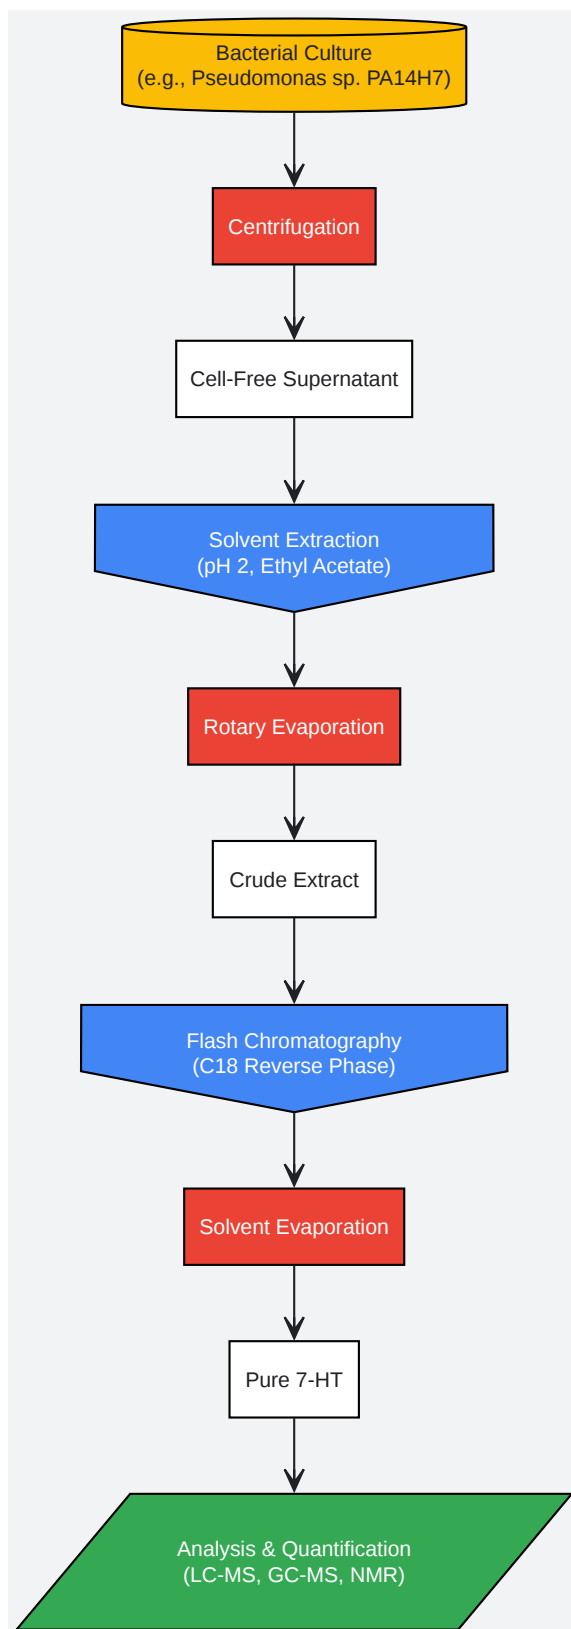 Bacterial Culture
(e.g., Pseudomonas sp. PA14H7)
Centrifugation
Cell-Free Supernatant
Solvent Extraction
(pH 2, Ethyl Acetate)
Rotary Evaporation
Crude Extract
Flash Chromatography
(C18 Reverse Phase)
Solvent Evaporation
Pure 7-HT
Analysis & Quantification
(LC-MS, GC-MS, NMR)